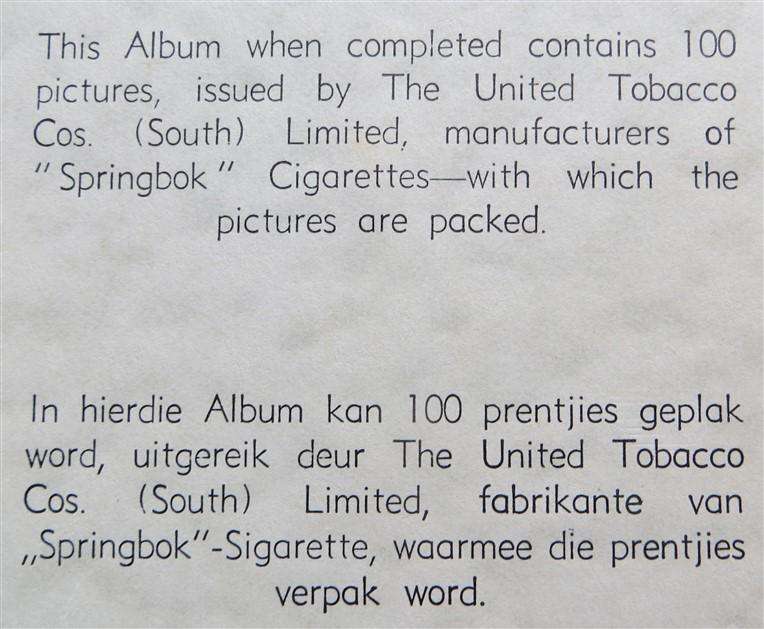 This Album when completed contains 100
pictures, issued by The United Tobacco
Cos. (South) Limited, manufacturers of
"Springbok" Cigarettes—with which the
pictures are packed.
In hierdie Album kan 100 prentjies geplak
word, uitgereik deur The United Tobacco
Cos. (South) Limited, fabrikante van
„Springbok"-Sigarette, waarmee die prentjies
verpak word.